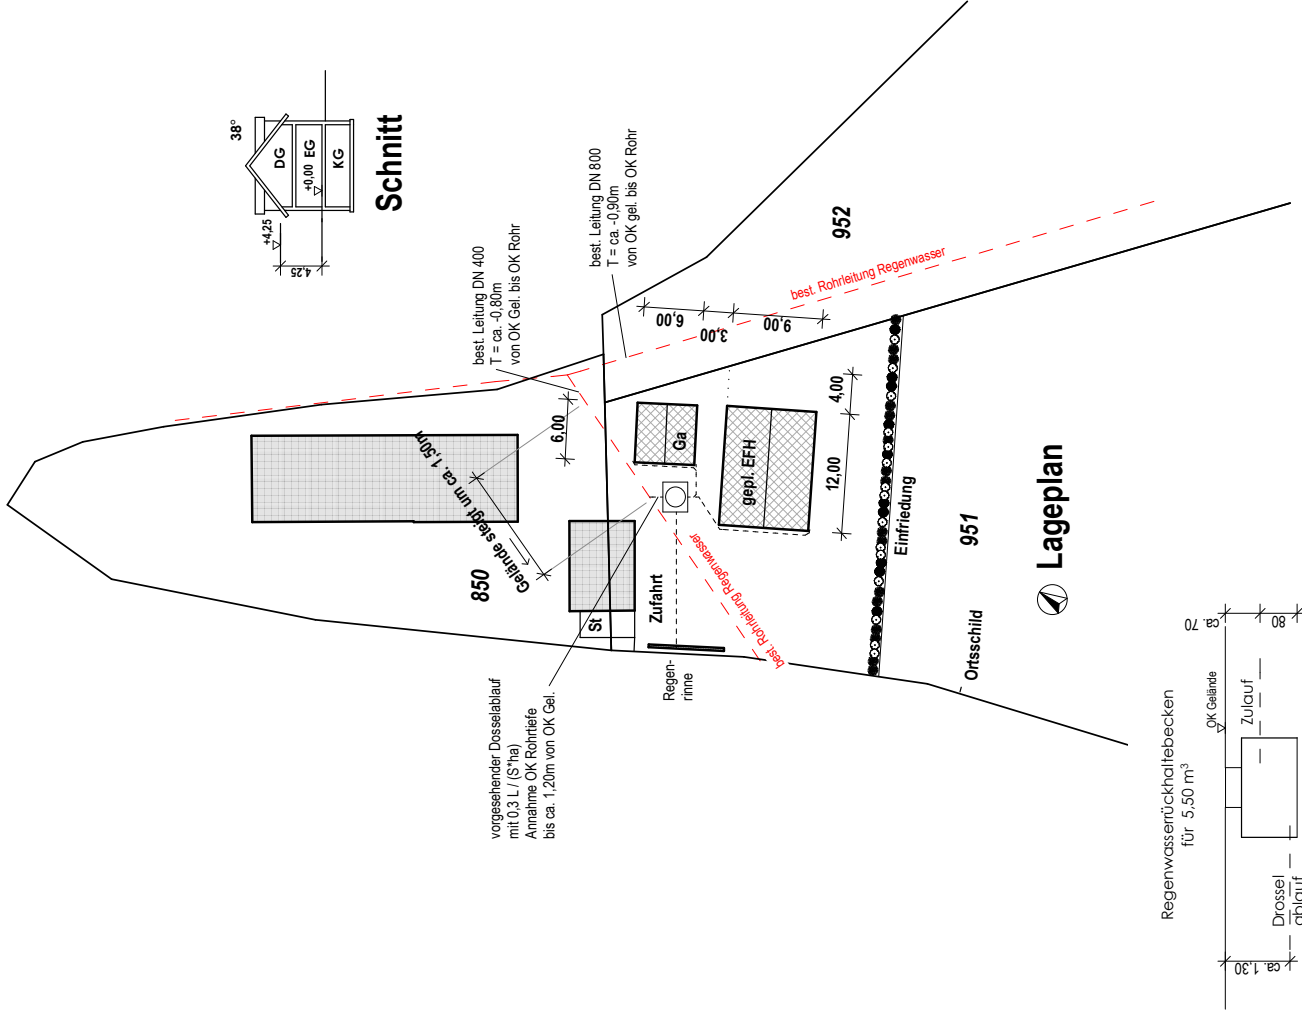 38°
DG
EG
KG
+0,00
+4,25
4,25
Schnitt
best. Leitung DN 400
T = ca. -0,80m
von OK Gel. bis OK Rohr
best. Leitung DN 800
T = ca. -0,90m
von OK gel. bis OK Rohr
952
best. Rohrleitung Regenwasser
6,00
3,00
9,00
Gelände steigt um ca. 1,50m
6,00
850
St
Zufahrt
Ga
gepl. EFH
4,00
12,00
best. Rohrleitung Regenwasser
Regen-
rinne
vorgesehender Dosselablauf
mit 0,3 L / (S*ha)
Annahme OK Rohrtiefe
bis ca. 1,20m von OK Gel.
Einfriedung
951
Ortsschild
Lageplan
Regenwasserrückhaltebecken
für 5,50 m³
OK Gelände
Zulauf
ca. 70
80
Drossel
ablauf
ca. 1,30